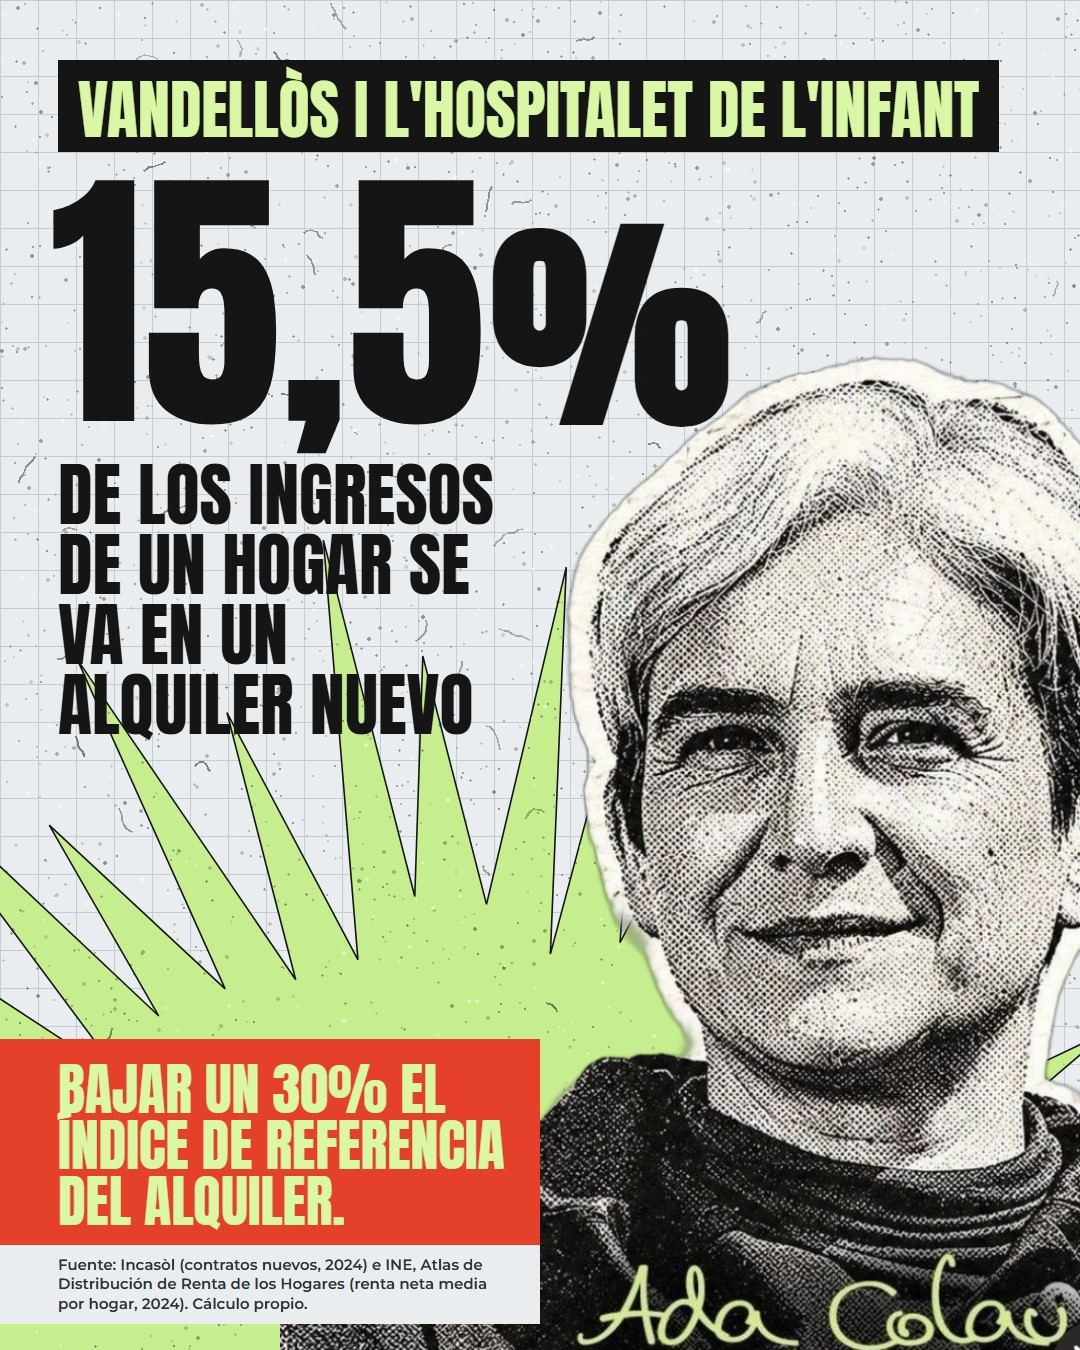 VANDELLÒS I L'HOSPITALET DE L'INFANT
15,5%
DE LOS INGRESOS
DE UN HOGAR SE
VA EN UN
ALQUILER NUEVO
BAJAR UN 30% EL
ÍNDICE DE REFERENCIA
DEL ALQUILER.
Fuente: Incasòl (contratos nuevos, 2024) e INE, Atlas de
Distribución de Renta de los Hogares (renta neta media
por hogar, 2024). Cálculo propio.
Ada Colau